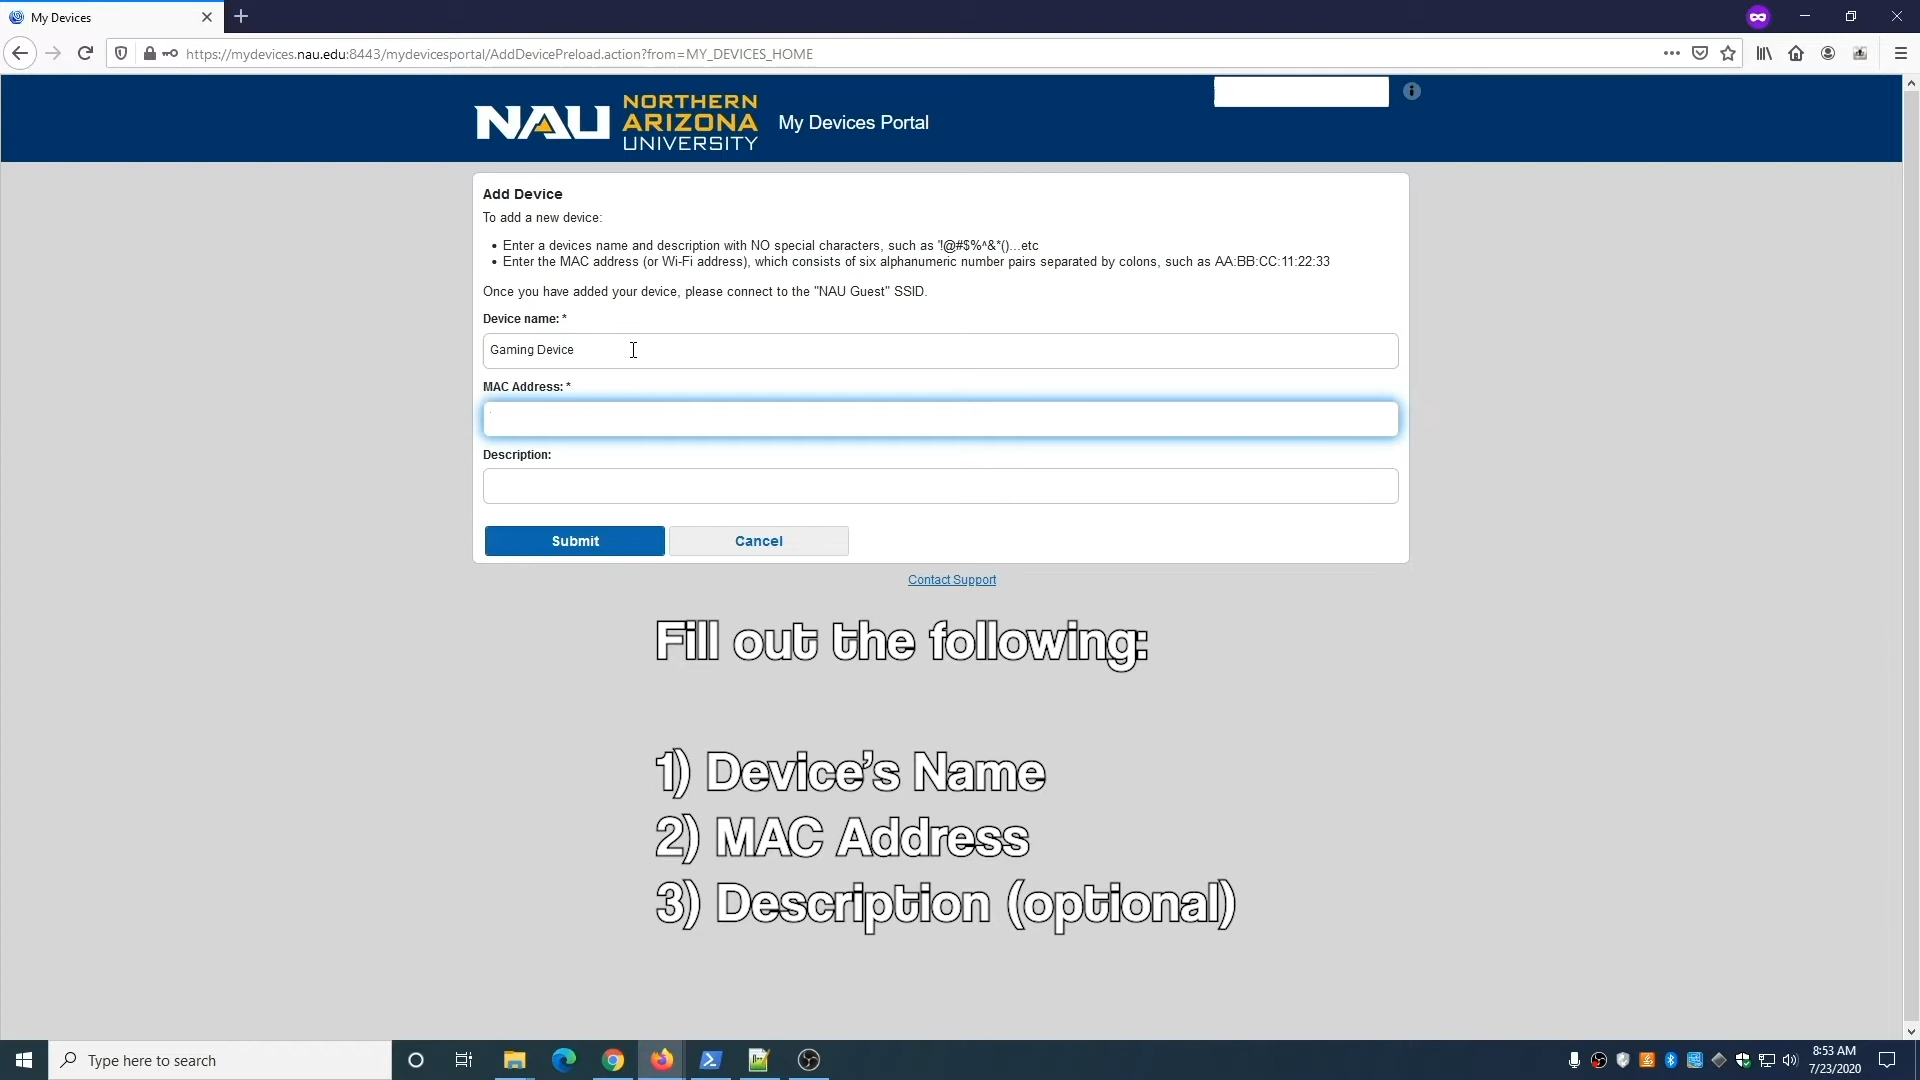 My Devices
https://mydevices.nau.edu:8443/mydevicesportal/AddDevicePreload.action?from=MY_DEVICES_HOME
NAU NORTHERN ARIZONA UNIVERSITY
My Devices Portal
Add Device
To add a new device:
• Enter a devices name and description with NO special characters, such as '!@#$%^&*()...etc
• Enter the MAC address (or Wi-Fi address), which consists of six alphanumeric number pairs separated by colons, such as AA:BB:CC:11:22:33
Once you have added your device, please connect to the "NAU Guest" SSID.
Device name: *
Gaming Device
MAC Address: *
Description:
Submit
Cancel
Contact Support
Fill out the following:
1) Device's Name
2) MAC Address
3) Description (optional)
Type here to search
8:53 AM
7/23/2020